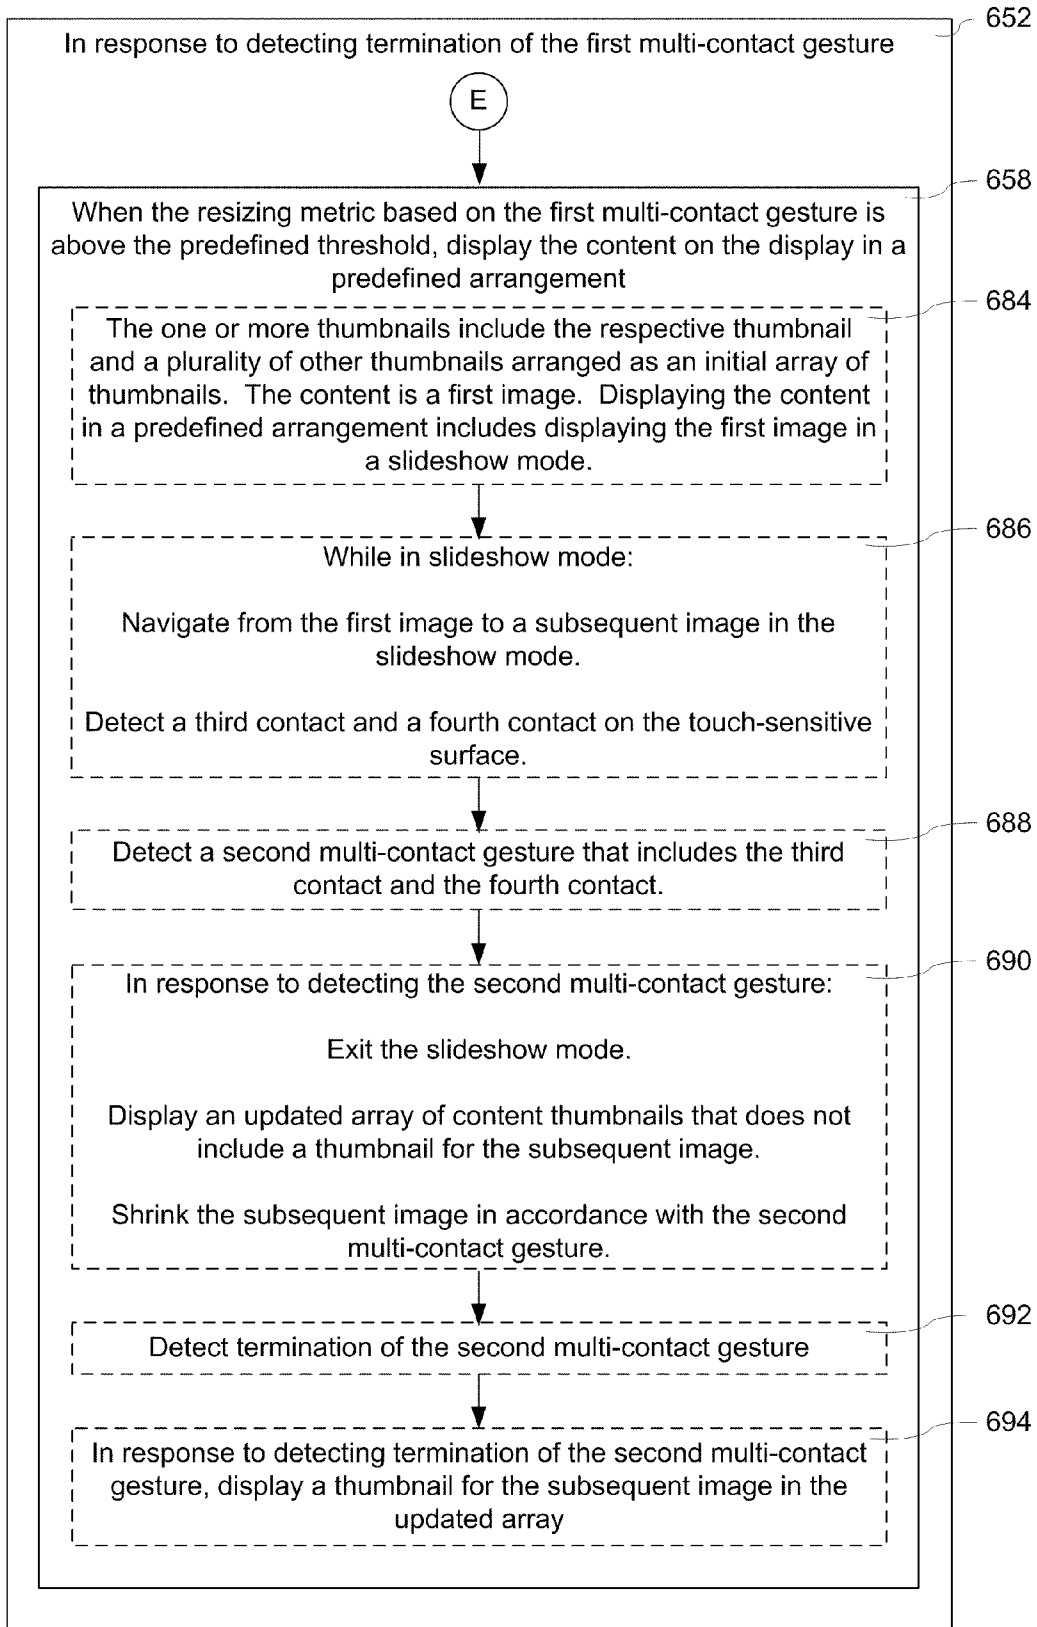 652
In response to detecting termination of the first multi-contact gesture
E
658
When the resizing metric based on the first multi-contact gesture is
above the predefined threshold, display the content on the display in a
predefined arrangement
684
The one or more thumbnails include the respective thumbnail
and a plurality of other thumbnails arranged as an initial array of
thumbnails.  The content is a first image.  Displaying the content
in a predefined arrangement includes displaying the first image in
a slideshow mode.
686
While in slideshow mode:
Navigate from the first image to a subsequent image in the
slideshow mode.
Detect a third contact and a fourth contact on the touch-sensitive
surface.
688
Detect a second multi-contact gesture that includes the third
contact and the fourth contact.
690
In response to detecting the second multi-contact gesture:
Exit the slideshow mode.
Display an updated array of content thumbnails that does not
include a thumbnail for the subsequent image.
Shrink the subsequent image in accordance with the second
multi-contact gesture.
692
Detect termination of the second multi-contact gesture
694
In response to detecting termination of the second multi-contact
gesture, display a thumbnail for the subsequent image in the
updated array